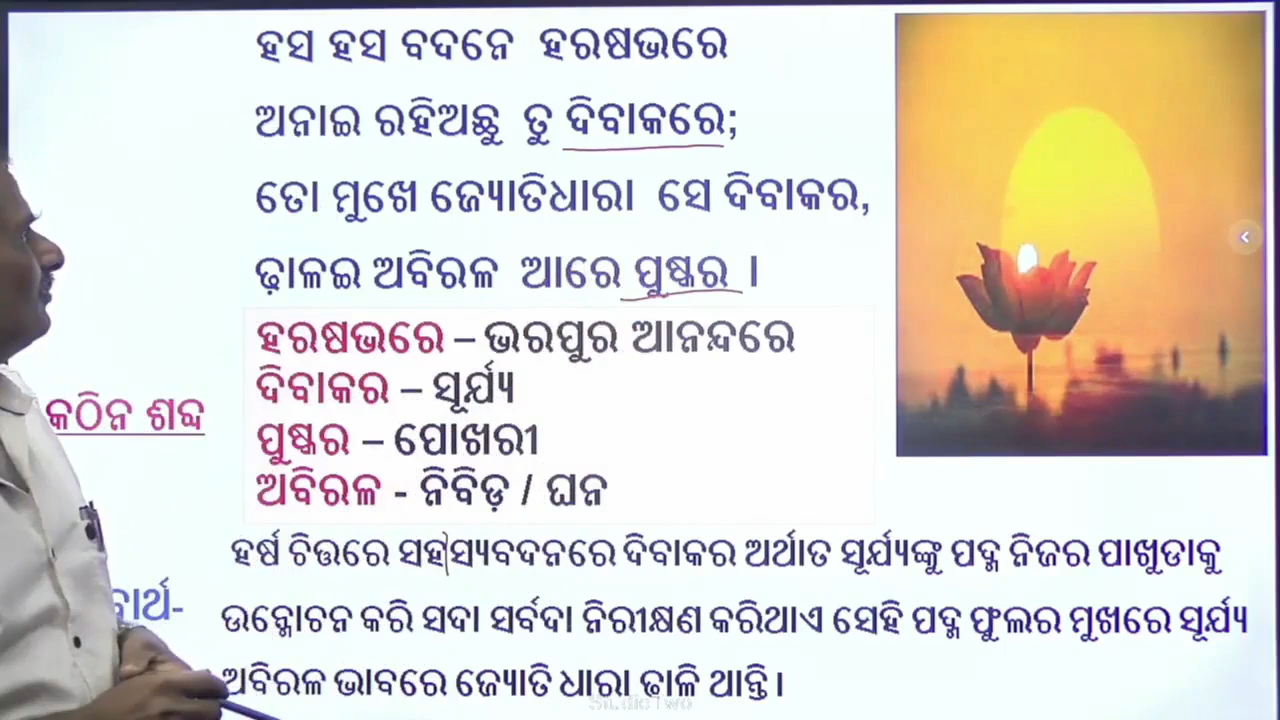 ହସ ହସ ବଦନେ ହରଷଭରେ
ଅନାଇ ରହିଅଛୁ ତୁ ଦିବାକରେ;
ତୋ ମୁଖେ ଜ୍ୟୋତିଧାରା ସେ ଦିବାକର,
ଢ଼ାଳଇ ଅବିରଳ ଆରେ ପୁଷ୍କର ।
ହରଷଭରେ – ଭରପୁର ଆନନ୍ଦରେ
ଦିବାକର – ସୂର୍ଯ୍ୟ
କଠିନ ଶବ୍ଦ
ପୁଷ୍କର – ପୋଖରୀ
ଅବିରଳ - ନିବିଡ଼ / ଘନ
ହର୍ଷ ଚିତ୍ତରେ ସହସ୍ୟବଦନରେ ଦିବାକର ଅର୍ଥାତ ସୂର୍ଯ୍ୟଙ୍କୁ ପଦ୍ମ ନିଜର ପାଖୁଡାକୁ
ଉନ୍ମୋଚନ କରି ସଦା ସର୍ବଦା ନିରୀକ୍ଷଣ କରିଥାଏ ସେହି ପଦ୍ମ ଫୁଲର ମୁଖରେ ସୂର୍ଯ୍ୟ
ଅବିରଳ ଭାବରେ ଜ୍ୟୋତି ଧାରା ଢାଳି ଥାନ୍ତି ।